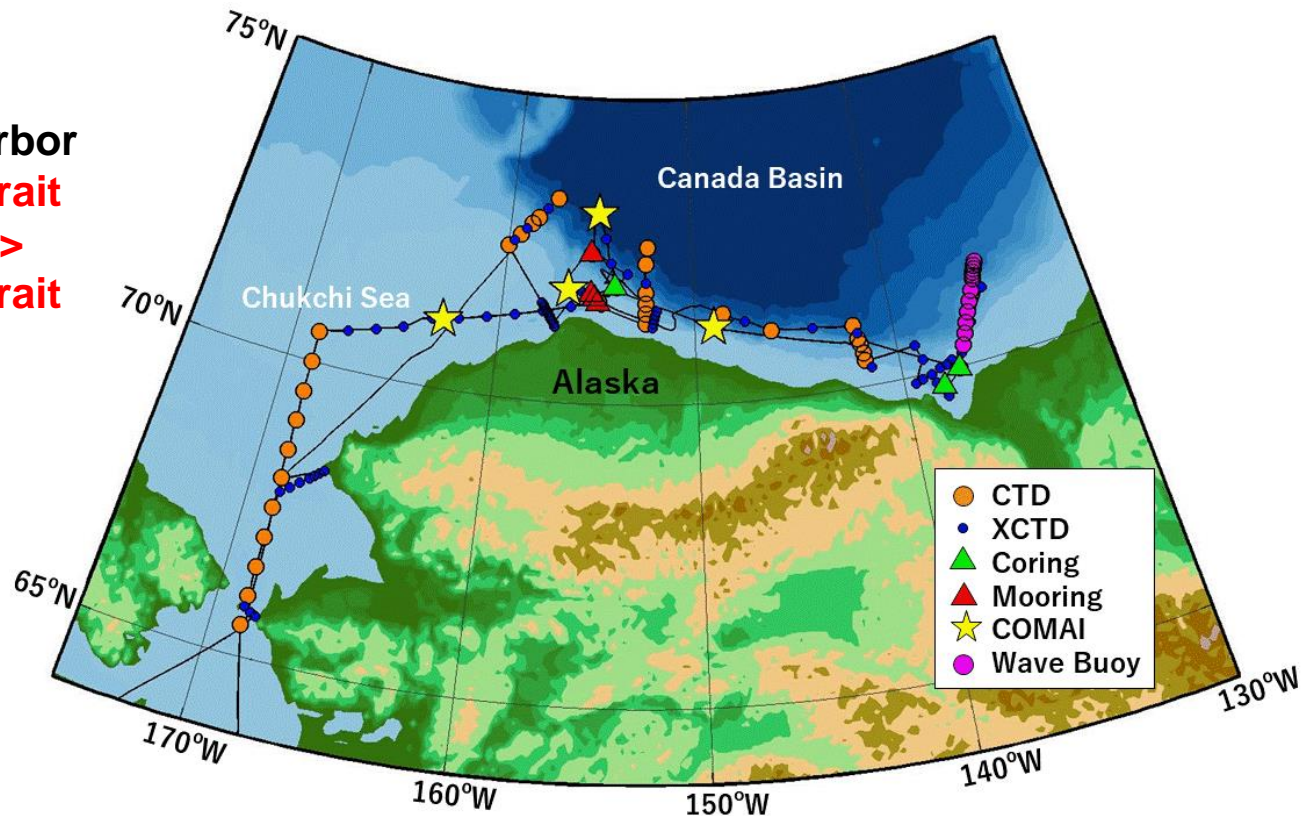 75°N
rbor
rait
>
rait
Canada Basin
Chukchi Sea
70°N
Alaska
65°N
CTD
XCTD
Coring
Mooring
COMAI
Wave Buoy
130°W
140°W
150°W
160°W
170°W